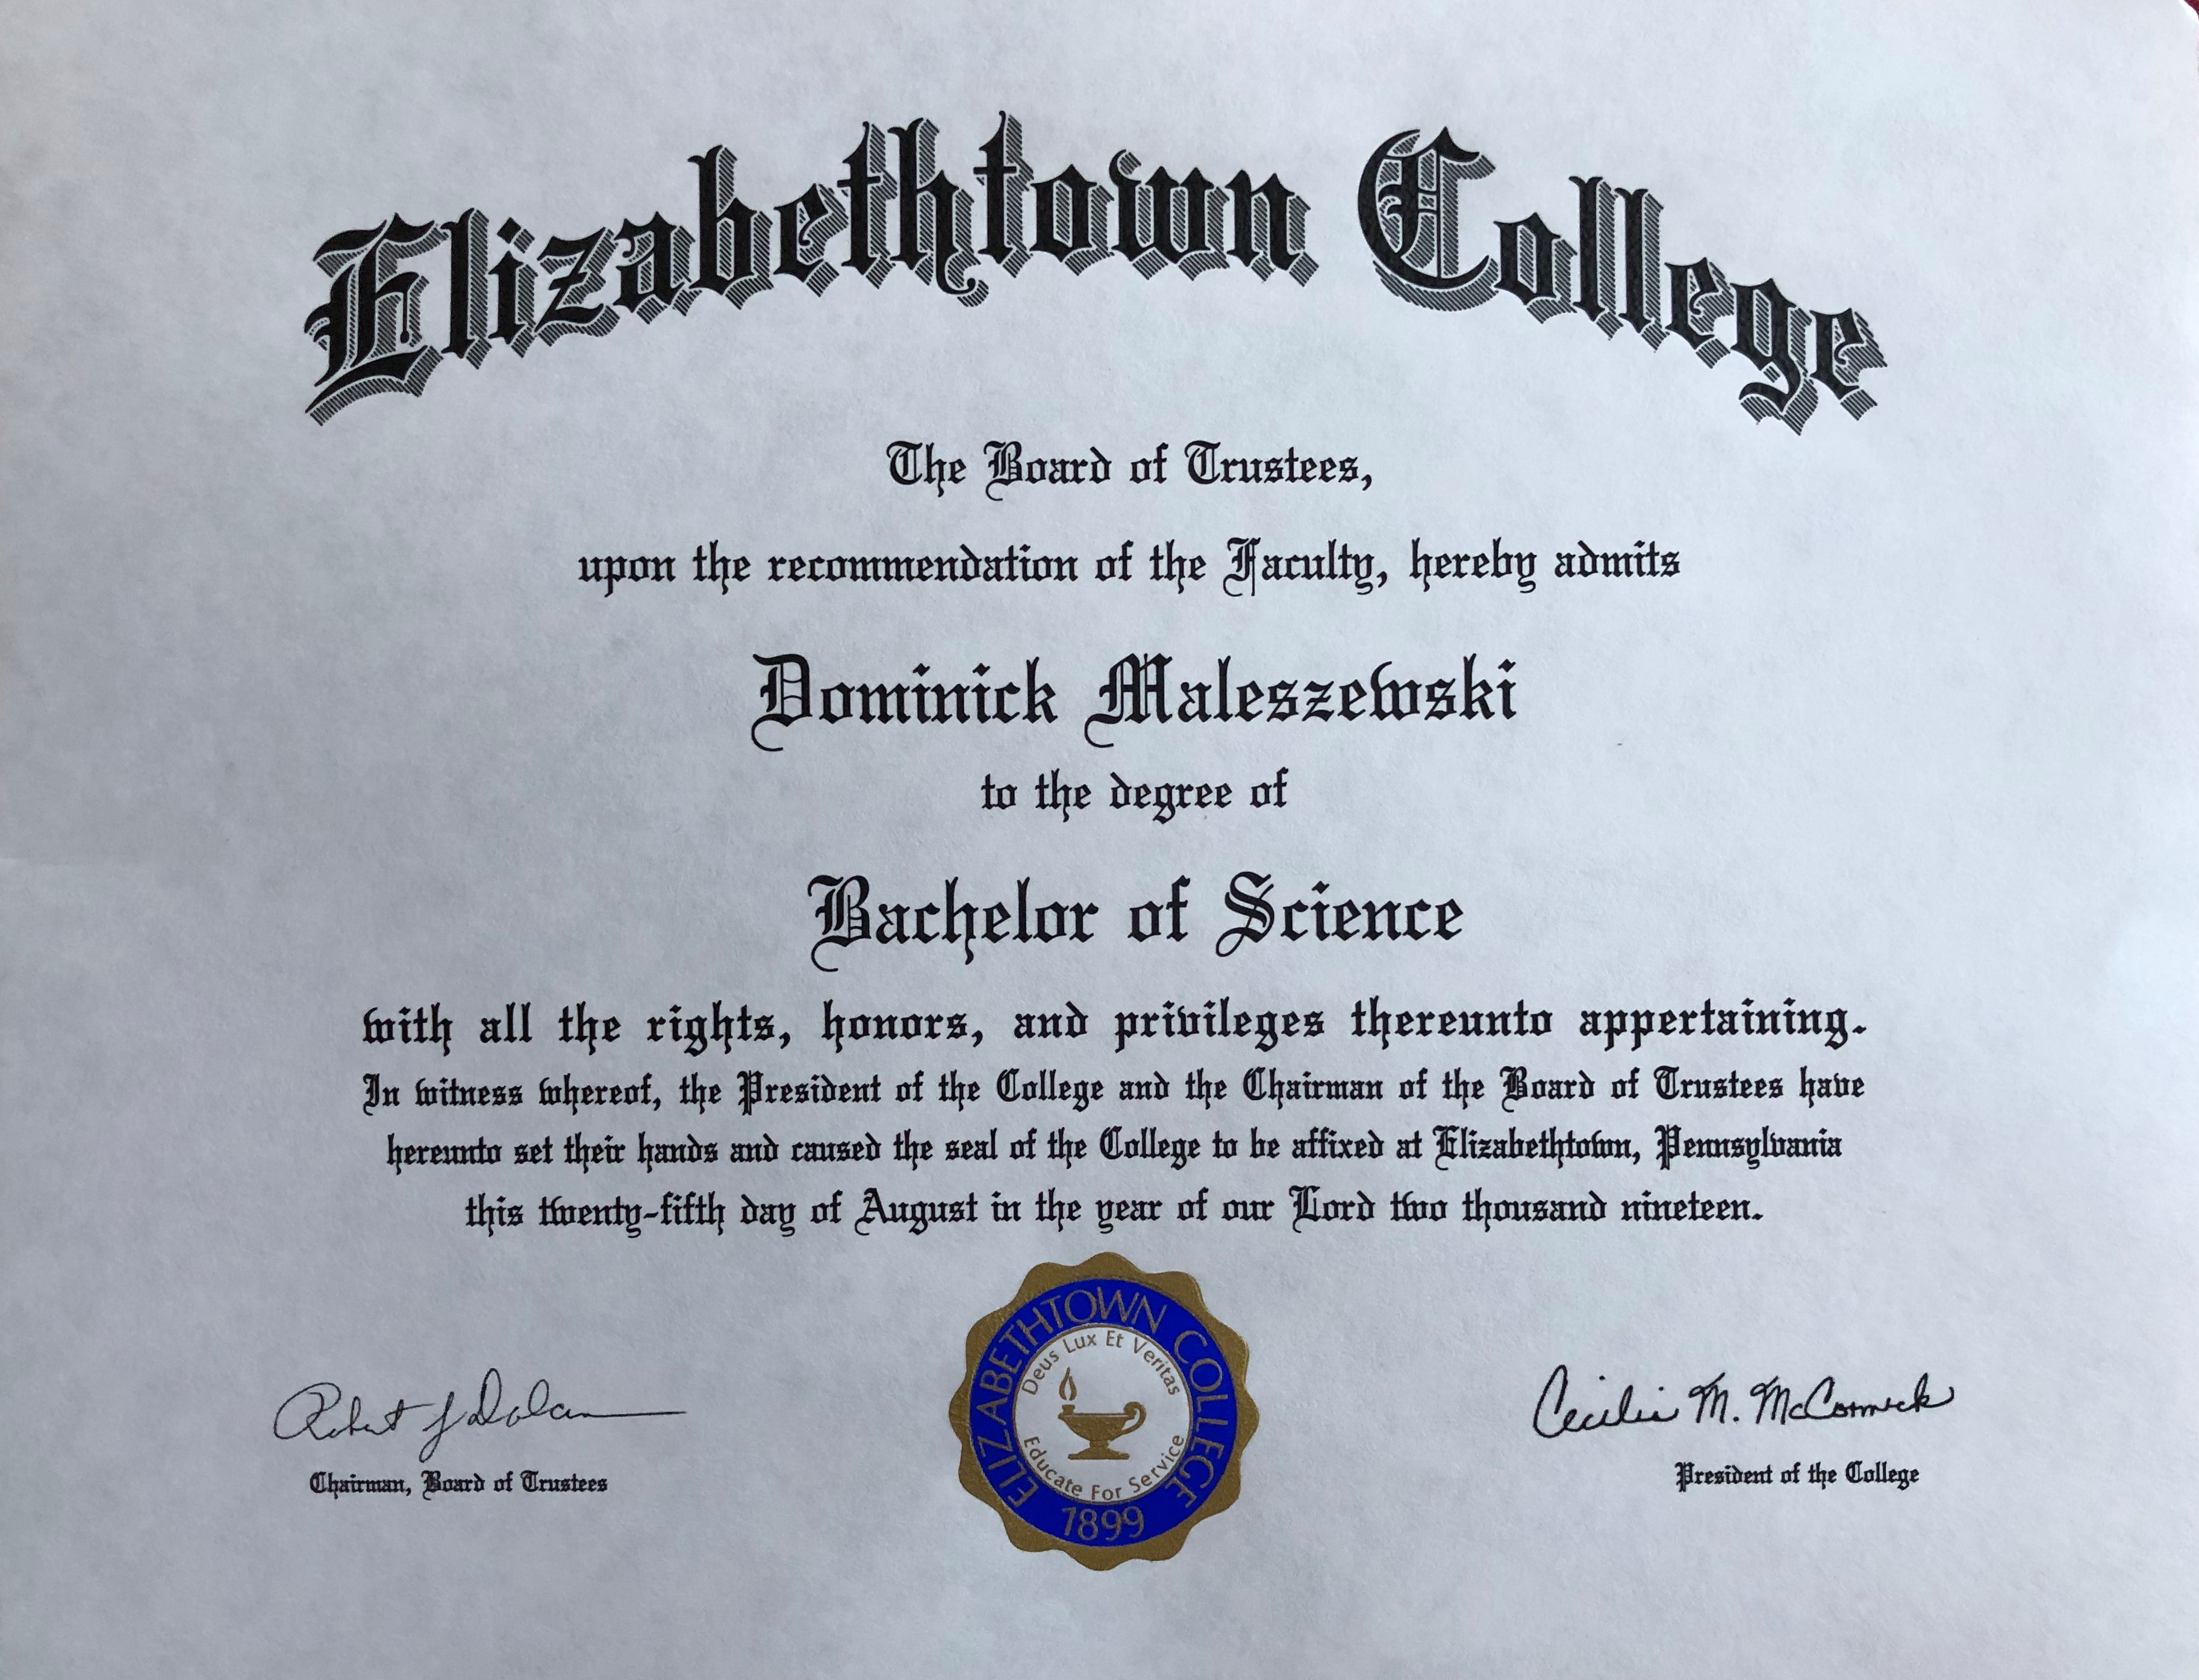 Elizabethtown College
The Board of Trustees,
upon the recommendation of the Faculty, hereby admits
Dominick Maleszewski
to the degree of
Bachelor of Science
with all the rights, honors, and privileges thereunto appertaining.
In witness whereof, the President of the College and the Chairman of the Board of Trustees have
hereunto set their hands and caused the seal of the College to be affixed at Elizabethtown, Pennsylvania
this twenty-fifth day of August in the year of our Lord two thousand nineteen.
Robert J Dolan
Chairman, Board of Trustees
ELIZABETHTOWN COLLEGE
Deus Lux Et Veritas
Educate For Service
1899
Cecilia M. McCormick
President of the College